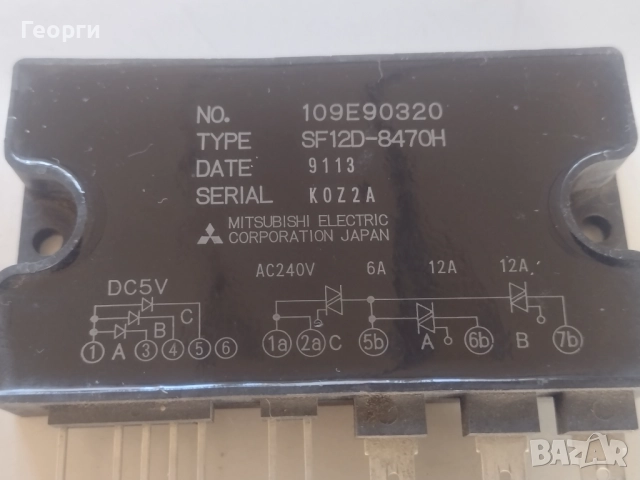 Георги
NO. 109E90320
TYPE SF12D-8470H
DATE 9113
SERIAL K0Z2A
MITSUBISHI ELECTRIC
CORPORATION JAPAN
AC240V 6A 12A 12A
DC5V
C
B
1 A 3 4 5 6
1a 2a C 5b A 6b B 7b
BAZAR